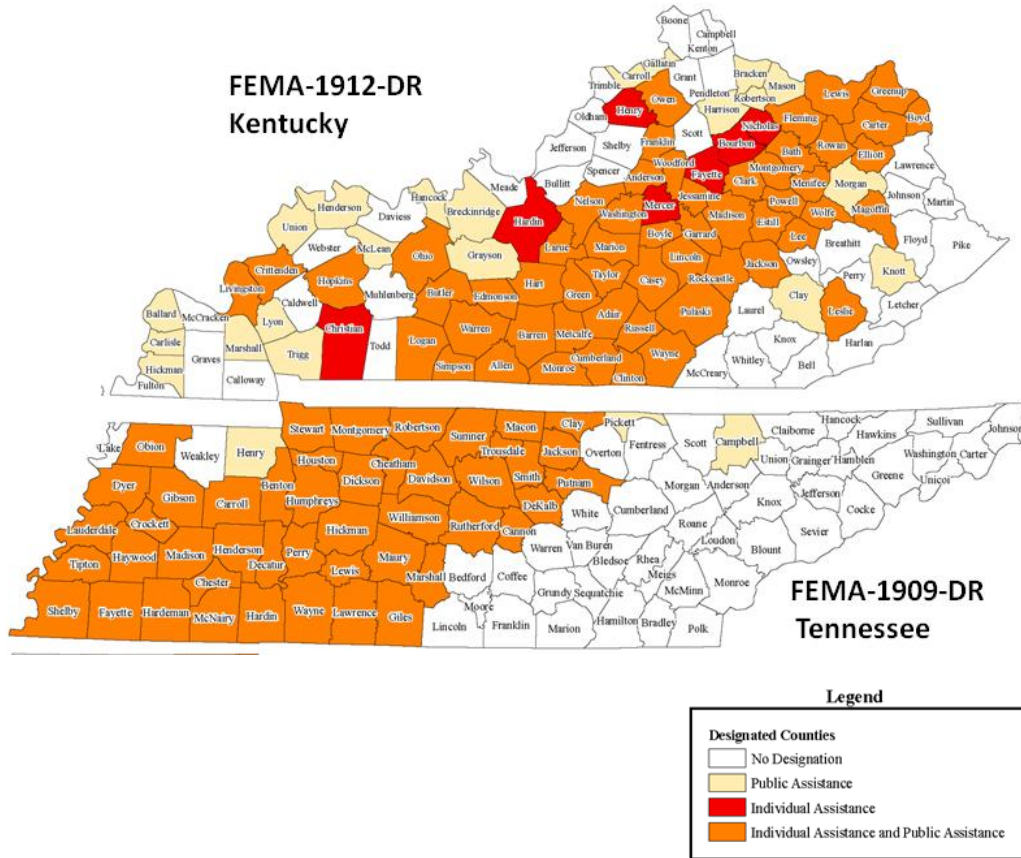 Boone
Campbell
Kenton
Gallatin
Carroll
Grant
Bracken
Mason
Trimble
Owen
Pendleton
Robertson
Lewis
Greenup
FEMA-1912-DR
Kentucky
Henry
Harrison
Oldham
Scott
Nicholas
Fleming
Carter
Boyd
Jefferson
Shelby
Franklin
Bourbon
Bath
Rowan
Elliott
Woodford
Fayette
Lawrence
Spencer
Anderson
Montgomery
Bullitt
Meade
Clark
Menifee
Morgan
Johnson
Martin
Hancock
Jessamine
Mercer
Powell
Henderson
Daviess
Breckinridge
Nelson
Washington
Hardin
Madison
Estill
Wolfe
Magoffin
Union
Boyle
Garrard
Lee
Floyd
Webster
McLean
Ohio
Grayson
Larue
Marion
Breathitt
Pike
Lincoln
Jackson
Owsley
Crittenden
Hopkins
Taylor
Casey
Rockcastle
Perry
Knott
Livingston
Caldwell
Muhlenberg
Butler
Edmonson
Hart
Green
Clay
Letcher
Leslie
Ballard
McCracken
Lyon
Christian
Adair
Pulaski
Laurel
Carlisle
Marshall
Trigg
Todd
Logan
Warren
Barren
Metcalfe
Russell
Knox
Harlan
Hickman
Graves
Simpson
Allen
Monroe
Cumberland
Wayne
Whitley
Bell
Fulton
Calloway
Clinton
McCreary
Lake
Obion
Weakley
Henry
Stewart
Montgomery
Robertson
Sumner
Macon
Clay
Pickett
Fentress
Scott
Campbell
Claiborne
Hancock
Hawkins
Sullivan
Johnson
Trousdale
Jackson
Overton
Union
Grainger
Hamblen
Washington
Carter
Houston
Cheatham
Unicoi
Greene
Dyer
Gibson
Carroll
Benton
Dickson
Davidson
Wilson
Smith
Putnam
Morgan
Anderson
Jefferson
Humphreys
DeKalb
Knox
Cocke
White
Cumberland
Lauderdale
Crockett
Hickman
Williamson
Rutherford
Cannon
Roane
Sevier
Loudon
Tipton
Haywood
Madison
Henderson
Decatur
Perry
Maury
Warren
Van Buren
Bledsoe
Rhea
Blount
Lewis
Marshall
Bedford
Coffee
Meigs
Monroe
Chester
Grundy
Sequatchie
McMinn
Moore
Shelby
Fayette
Hardeman
McNairy
Hardin
Wayne
Lawrence
Giles
Lincoln
Franklin
Marion
Hamilton
Bradley
Polk
FEMA-1909-DR
Tennessee
Legend
Designated Counties
No Designation
Public Assistance
Individual Assistance
Individual Assistance and Public Assistance